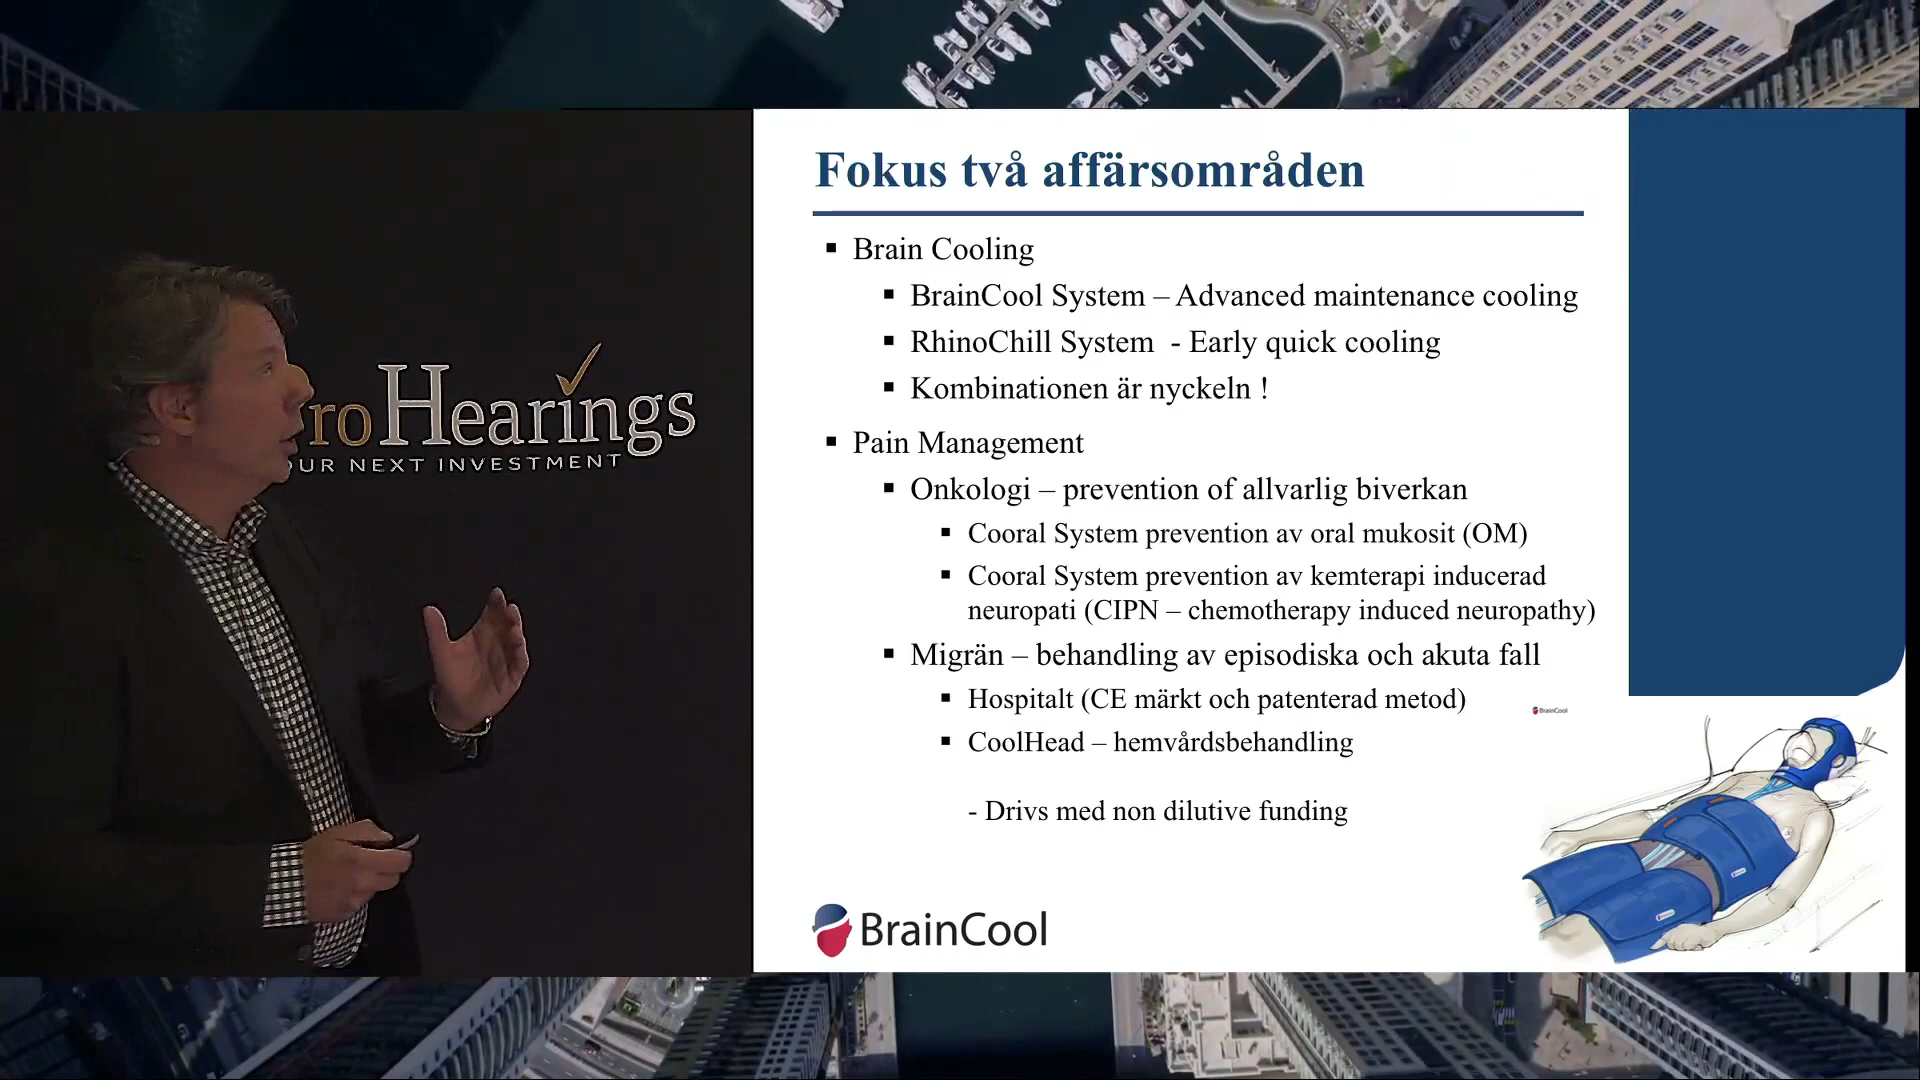 Fokus två affärsområden
▪ Brain Cooling
▪ BrainCool System – Advanced maintenance cooling
▪ RhinoChill System - Early quick cooling
▪ Kombinationen är nyckeln !
▪ Pain Management
▪ Onkologi – prevention of allvarlig biverkan
▪ Cooral System prevention av oral mukosit (OM)
▪ Cooral System prevention av kemterapi inducerad
neuropati (CIPN – chemotherapy induced neuropathy)
▪ Migrän – behandling av episodiska och akuta fall
▪ Hospitalt (CE märkt och patenterad metod)
▪ CoolHead – hemvårdsbehandling
- Drivs med non dilutive funding
BrainCool
BrainCool
roHearings
OUR NEXT INVESTMENT